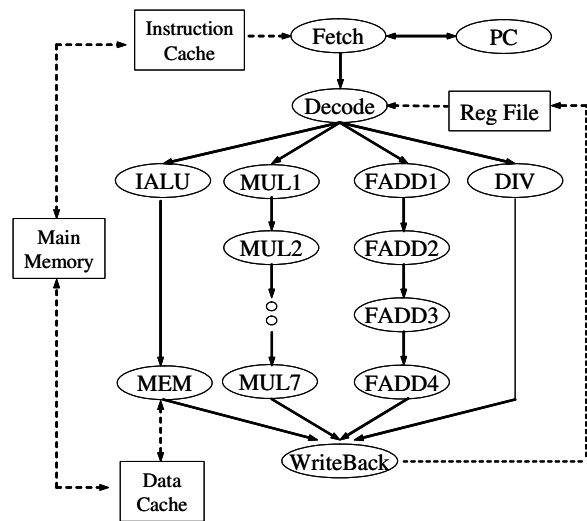 Instruction
Cache
Fetch
PC
Decode
Reg File
IALU
MUL1
FADD1
DIV
Main
Memory
MUL2
FADD2
FADD3
MEM
MUL7
FADD4
WriteBack
Data
Cache